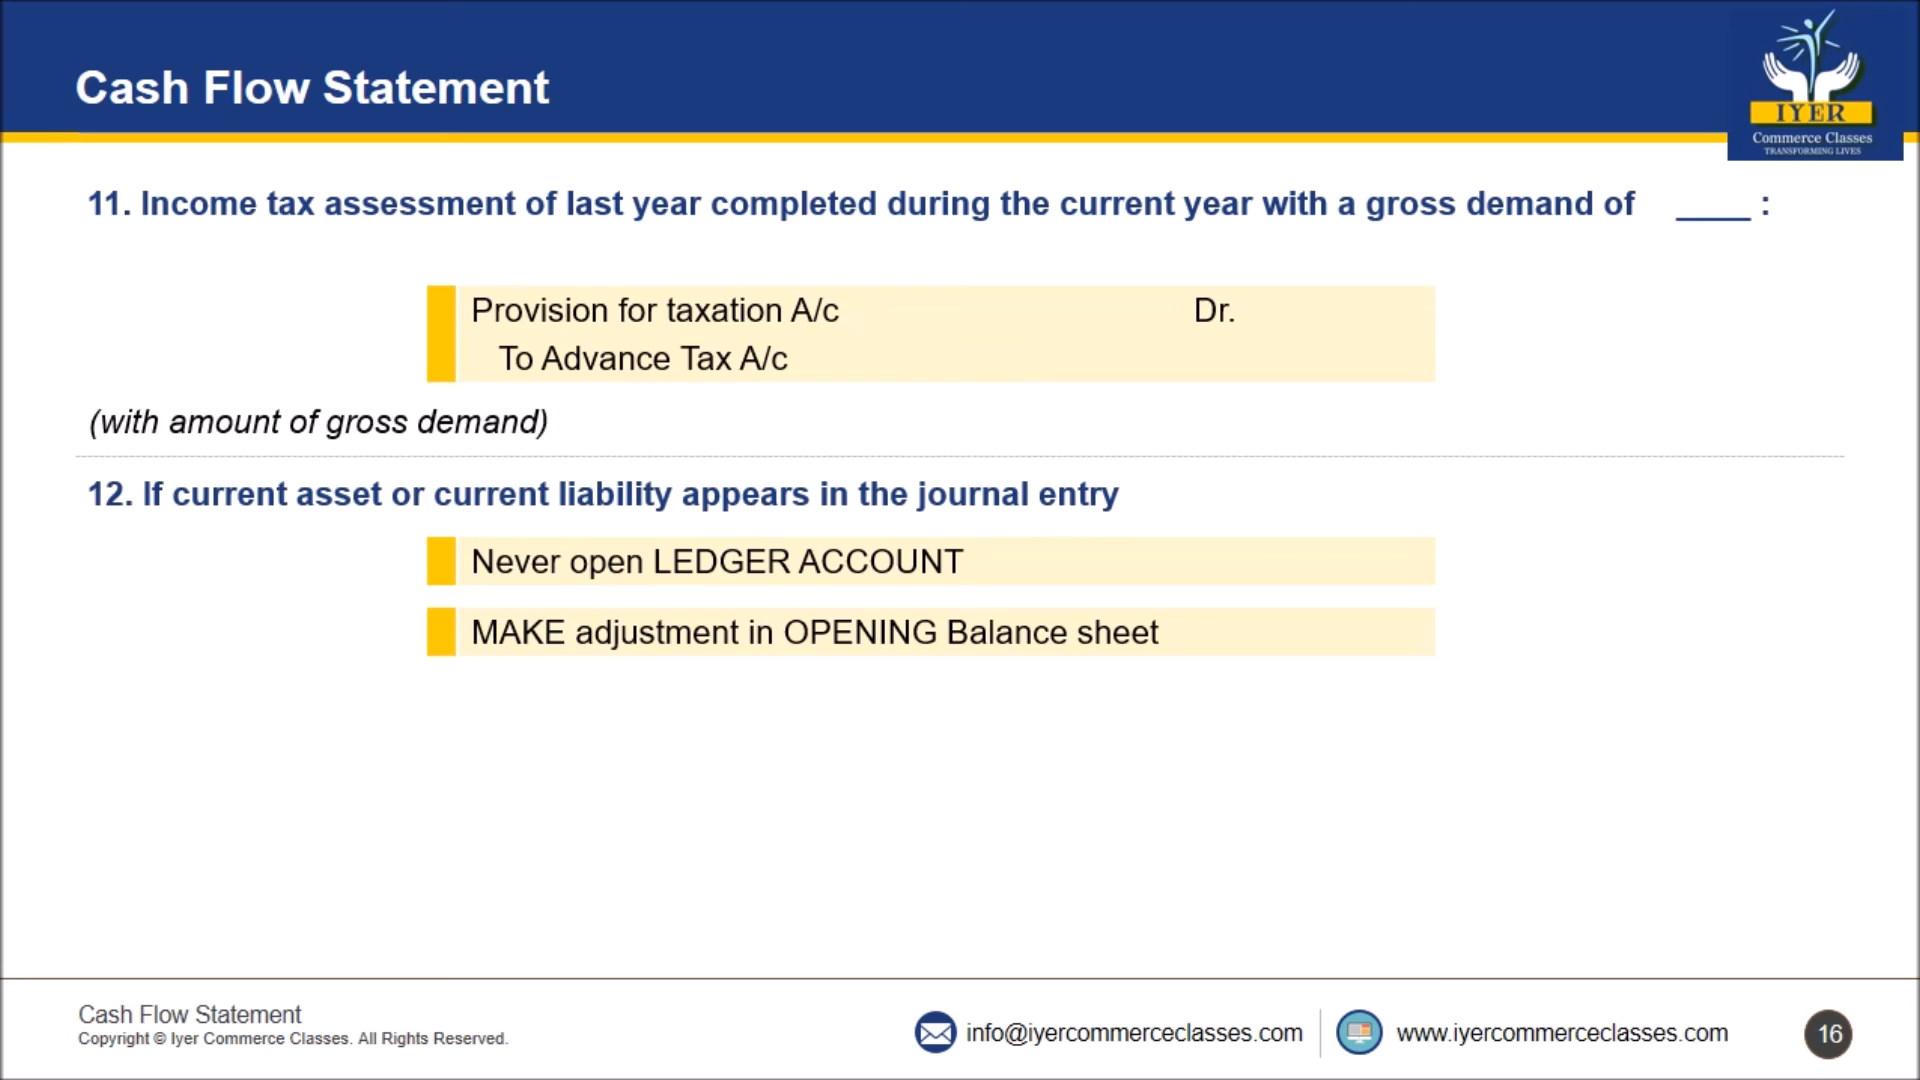 Cash Flow Statement
IYER
Commerce Classes
TRANSFORMING LIVES
11. Income tax assessment of last year completed during the current year with a gross demand of ____ :
Provision for taxation A/c Dr.
To Advance Tax A/c
(with amount of gross demand)
12. If current asset or current liability appears in the journal entry
Never open LEDGER ACCOUNT
MAKE adjustment in OPENING Balance sheet
Cash Flow Statement
Copyright © Iyer Commerce Classes. All Rights Reserved.
info@iyercommerceclasses.com
www.iyercommerceclasses.com
16